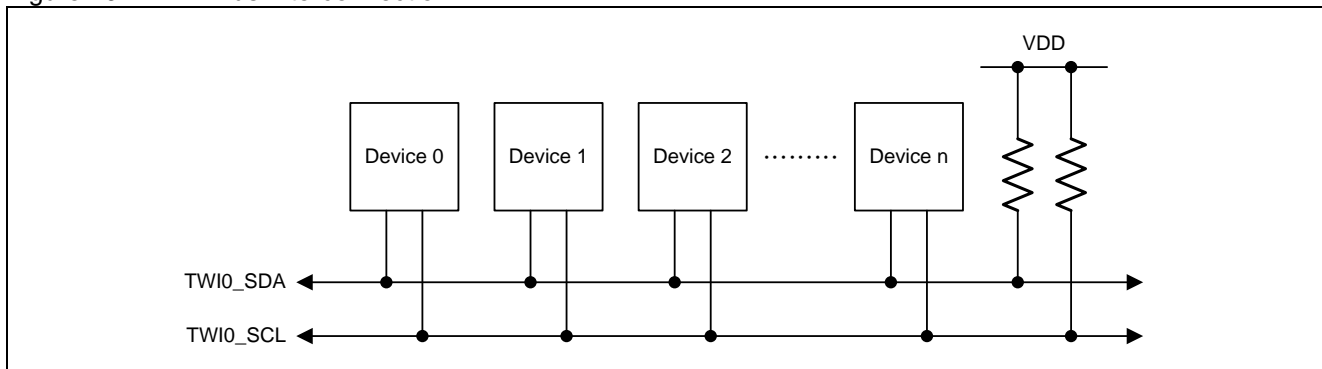 VDD
Device 0 Device 1 Device 2 ········· Device n
TWI0_SDA
TWI0_SCL